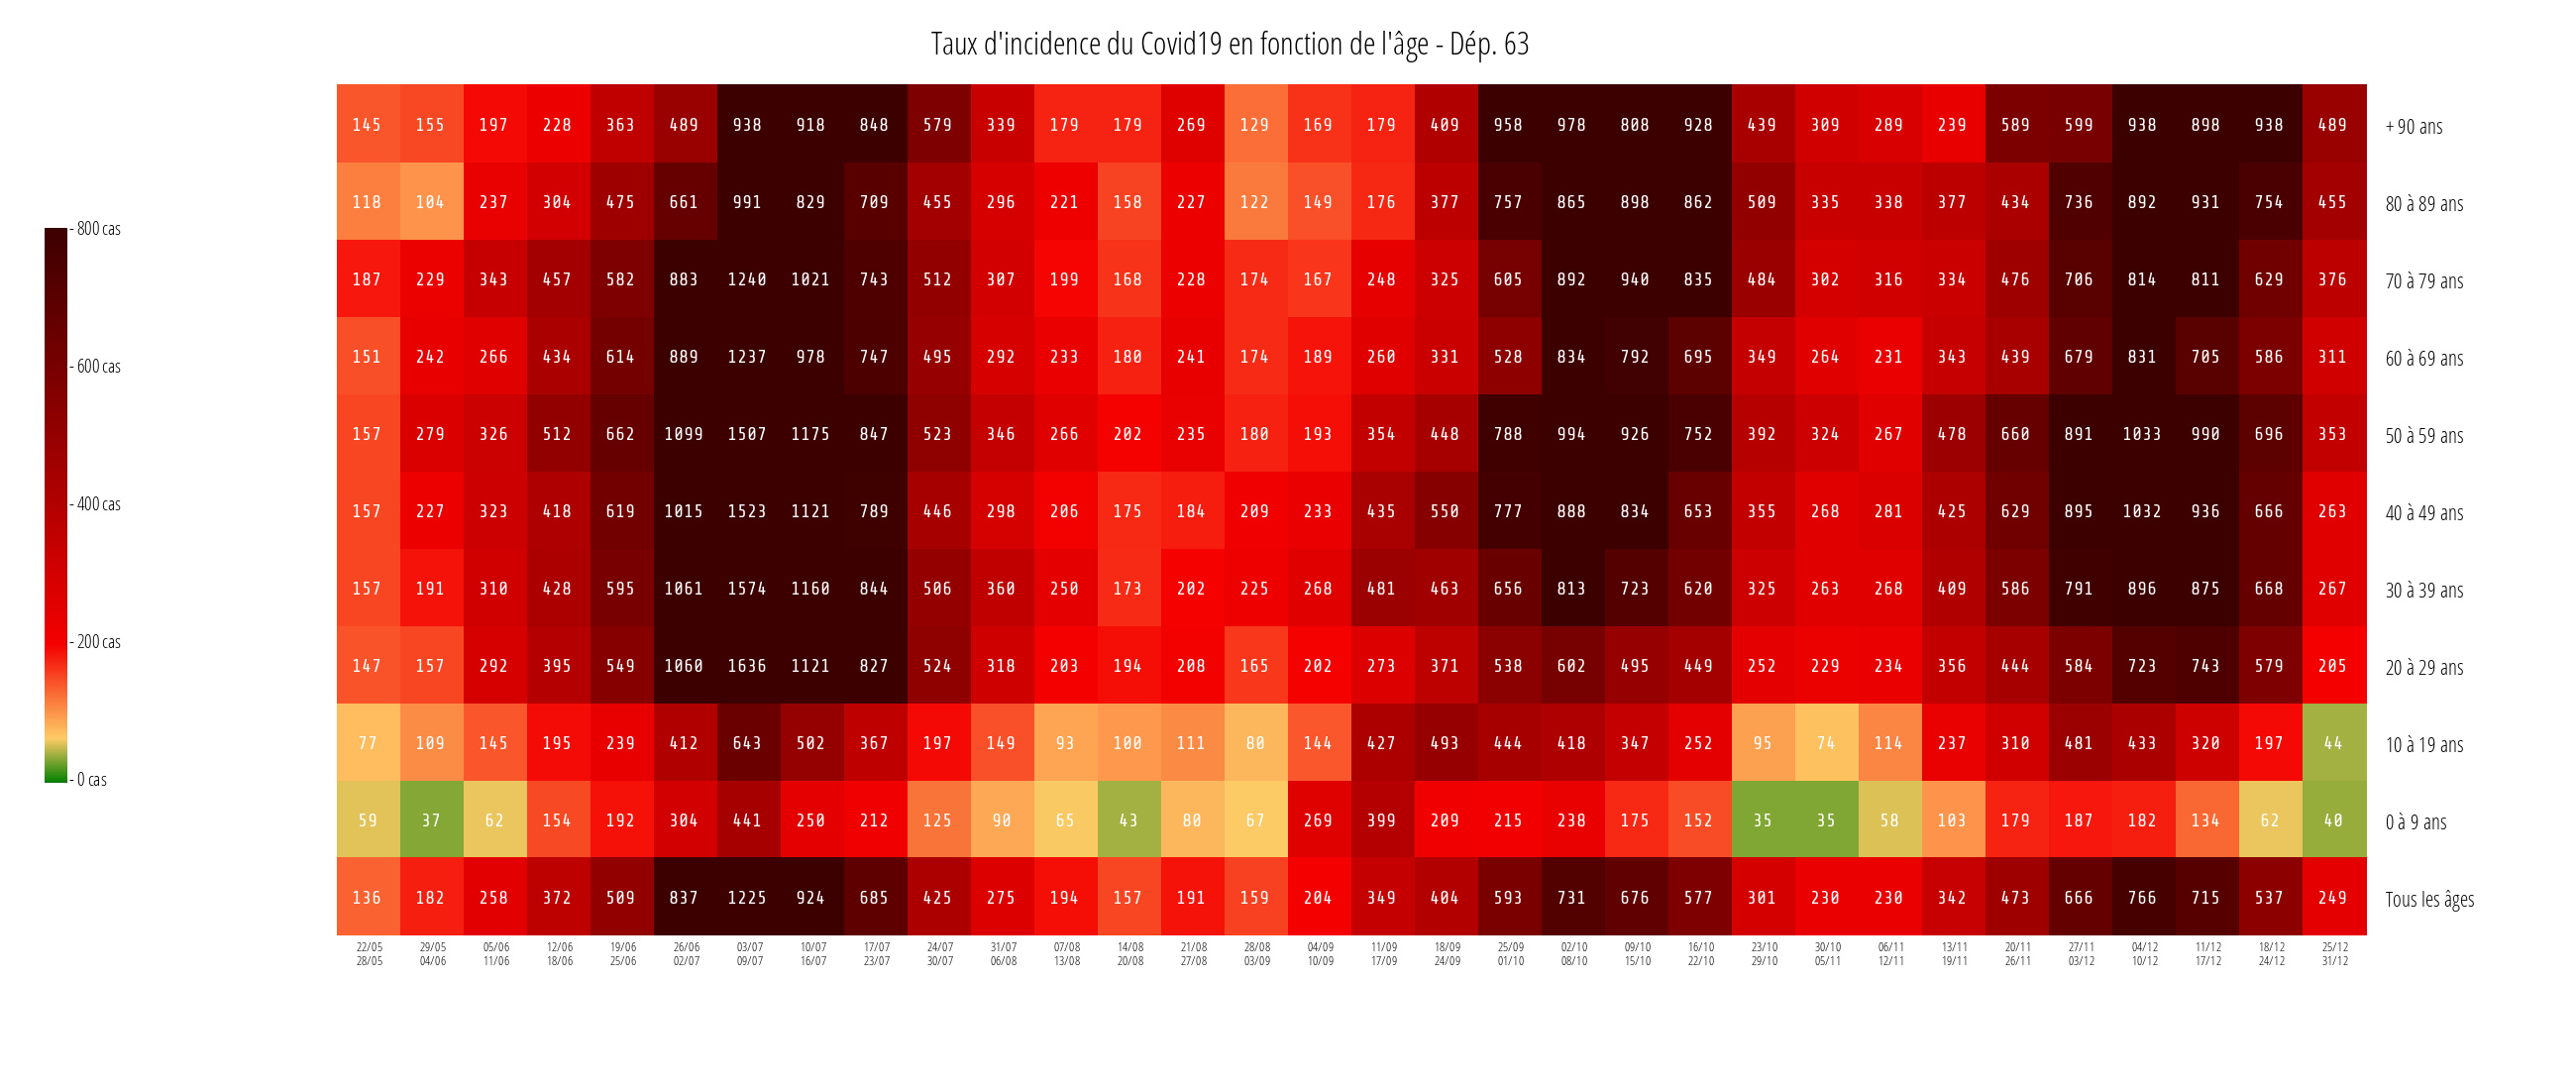 Taux d'incidence du Covid19 en fonction de l'âge - Dép. 63
145 155 197 228 363 489 938 918 848 579 339 179 179 269 129 169 179 409 958 978 808 928 439 309 289 239 589 599 938 898 938 489 + 90 ans
118 104 237 304 475 661 991 829 709 455 296 221 158 227 122 149 176 377 757 865 898 862 509 335 338 377 434 736 892 931 754 455 80 à 89 ans
- 800 cas
187 229 343 457 582 883 1240 1021 743 512 307 199 168 228 174 167 248 325 605 892 940 835 484 302 316 334 476 706 814 811 629 376 70 à 79 ans
151 242 266 434 614 889 1237 978 747 495 292 233 180 241 174 189 260 331 528 834 792 695 349 264 231 343 439 679 831 705 586 311 60 à 69 ans
- 600 cas
157 279 326 512 662 1099 1507 1175 847 523 346 266 202 235 180 193 354 448 788 994 926 752 392 324 267 478 660 891 1033 990 696 353 50 à 59 ans
- 400 cas
157 227 323 418 619 1015 1523 1121 789 446 298 206 175 184 209 233 435 550 777 888 834 653 355 268 281 425 629 895 1032 936 666 263 40 à 49 ans
157 191 310 428 595 1061 1574 1160 844 506 360 250 173 202 225 268 481 463 656 813 723 620 325 263 268 409 586 791 896 875 668 267 30 à 39 ans
- 200 cas
147 157 292 395 549 1060 1636 1121 827 524 318 203 194 208 165 202 273 371 538 602 495 449 252 229 234 356 444 584 723 743 579 205 20 à 29 ans
77 109 145 195 239 412 643 502 367 197 149 93 100 111 80 144 427 493 444 418 347 252 95 74 114 237 310 481 433 320 197 44 10 à 19 ans
- 0 cas
59 37 62 154 192 304 441 250 212 125 90 65 43 80 67 269 399 209 215 238 175 152 35 35 58 103 179 187 182 134 62 40 0 à 9 ans
136 182 258 372 509 837 1225 924 685 425 275 194 157 191 159 204 349 404 593 731 676 577 301 230 230 342 473 666 766 715 537 249 Tous les âges
22/05 29/05 05/06 12/06 19/06 26/06 03/07 10/07 17/07 24/07 31/07 07/08 14/08 21/08 28/08 04/09 11/09 18/09 25/09 02/10 09/10 16/10 23/10 30/10 06/11 13/11 20/11 27/11 04/12 11/12 18/12 25/12
28/05 04/06 11/06 18/06 25/06 02/07 09/07 16/07 23/07 30/07 06/08 13/08 20/08 27/08 03/09 10/09 17/09 24/09 01/10 08/10 15/10 22/10 29/10 05/11 12/11 19/11 26/11 03/12 10/12 17/12 24/12 31/12